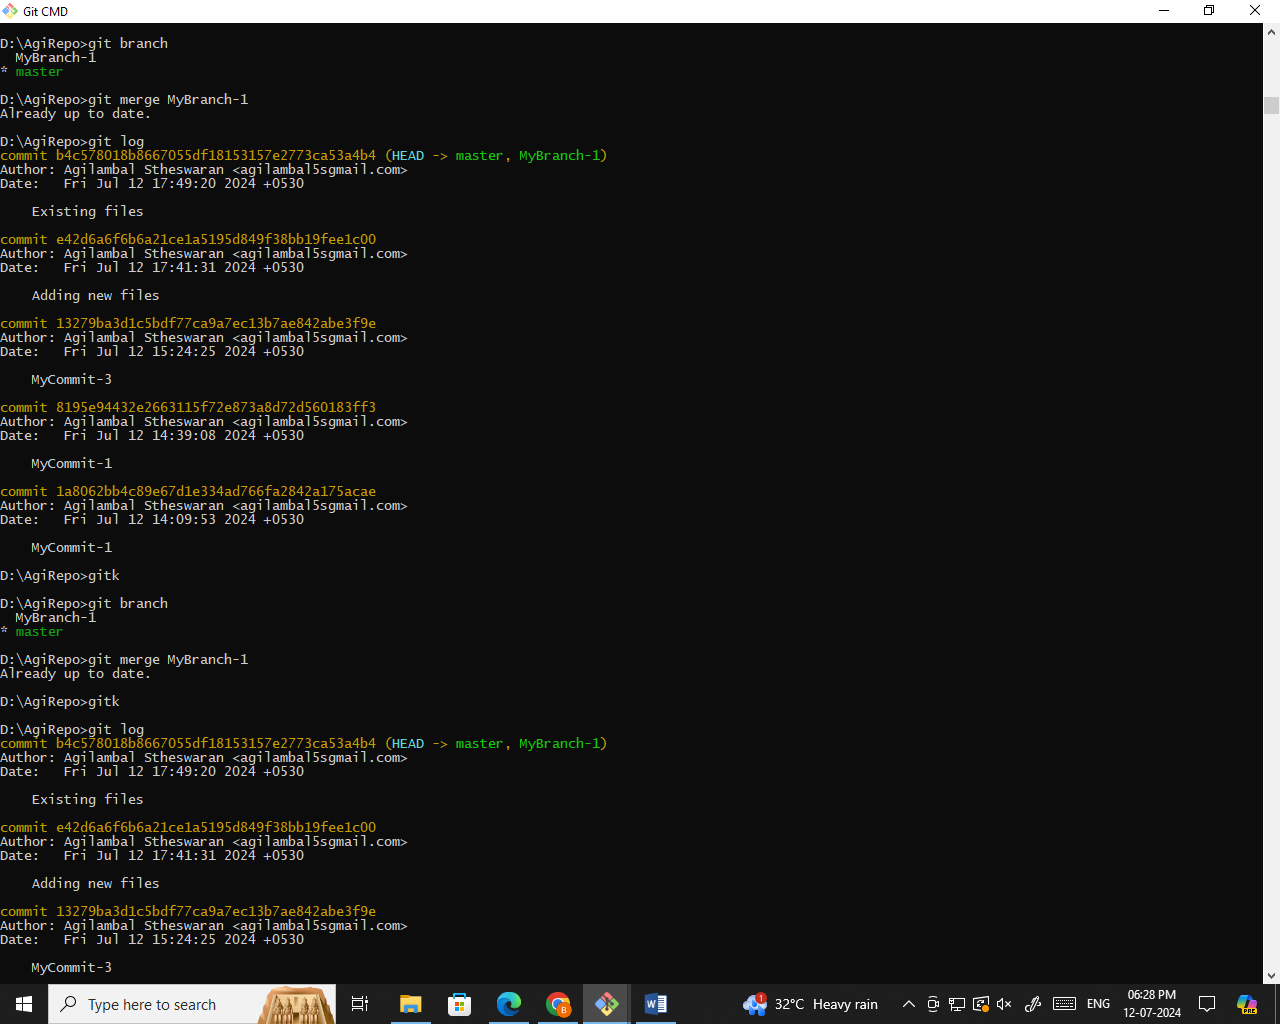 Git CMD
D:\AgiRepo>git branch
  MyBranch-1
* master
D:\AgiRepo>git merge MyBranch-1
Already up to date.
D:\AgiRepo>git log
commit b4c578018b8667055df18153157e2773ca53a4b4 (HEAD -> master, MyBranch-1)
Author: Agilambal Stheswaran <agilambal5sgmail.com>
Date:   Fri Jul 12 17:49:20 2024 +0530
    Existing files
commit e42d6a6f6b6a21ce1a5195d849f38bb19fee1c00
Author: Agilambal Stheswaran <agilambal5sgmail.com>
Date:   Fri Jul 12 17:41:31 2024 +0530
    Adding new files
commit 13279ba3d1c5bdf77ca9a7ec13b7ae842abe3f9e
Author: Agilambal Stheswaran <agilambal5sgmail.com>
Date:   Fri Jul 12 15:24:25 2024 +0530
    MyCommit-3
commit 8195e94432e2663115f72e873a8d72d560183ff3
Author: Agilambal Stheswaran <agilambal5sgmail.com>
Date:   Fri Jul 12 14:39:08 2024 +0530
    MyCommit-1
commit 1a8062bb4c89e67d1e334ad766fa2842a175acae
Author: Agilambal Stheswaran <agilambal5sgmail.com>
Date:   Fri Jul 12 14:09:53 2024 +0530
    MyCommit-1
D:\AgiRepo>gitk
D:\AgiRepo>git branch
  MyBranch-1
* master
D:\AgiRepo>git merge MyBranch-1
Already up to date.
D:\AgiRepo>gitk
D:\AgiRepo>git log
commit b4c578018b8667055df18153157e2773ca53a4b4 (HEAD -> master, MyBranch-1)
Author: Agilambal Stheswaran <agilambal5sgmail.com>
Date:   Fri Jul 12 17:49:20 2024 +0530
    Existing files
commit e42d6a6f6b6a21ce1a5195d849f38bb19fee1c00
Author: Agilambal Stheswaran <agilambal5sgmail.com>
Date:   Fri Jul 12 17:41:31 2024 +0530
    Adding new files
commit 13279ba3d1c5bdf77ca9a7ec13b7ae842abe3f9e
Author: Agilambal Stheswaran <agilambal5sgmail.com>
Date:   Fri Jul 12 15:24:25 2024 +0530
    MyCommit-3
Type here to search
B
W
1
32°C Heavy rain
ENG
06:28 PM
12-07-2024
PRE